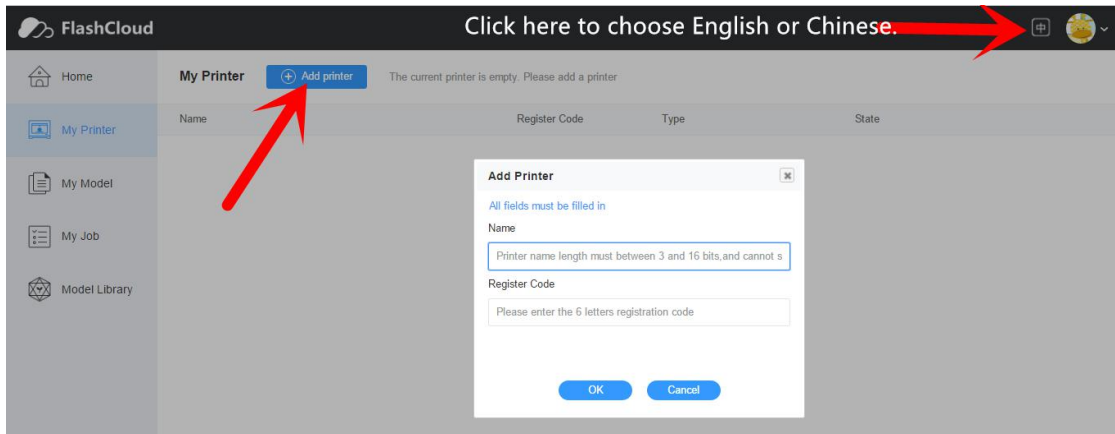 FlashCloud
Click here to choose English or Chinese.
中
Home
My Printer
Add printer
The current printer is empty. Please add a printer
My Printer
Name
Register Code
Type
State
My Model
My Job
Model Library
Add Printer
All fields must be filled in
Name
Printer name length must between 3 and 16 bits,and cannot s
Register Code
Please enter the 6 letters registration code
OK
Cancel